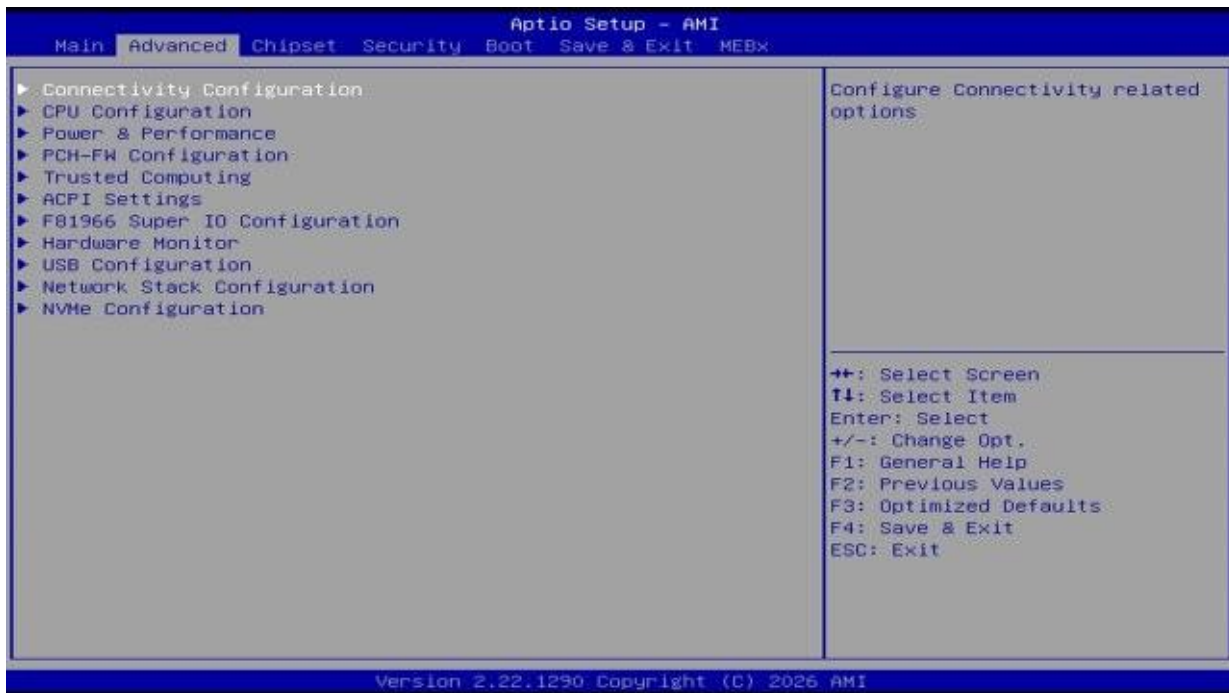 Aptio Setup - AMI
Main Advanced Chipset Security Boot Save & Exit MEBx
Connectivity Configuration
CPU Configuration
Power & Performance
PCH-FW Configuration
Trusted Computing
ACPI Settings
F81966 Super IO Configuration
Hardware Monitor
USB Configuration
Network Stack Configuration
NVMe Configuration
Configure Connectivity related
options
→←: Select Screen
↑↓: Select Item
Enter: Select
+/-: Change Opt.
F1: General Help
F2: Previous Values
F3: Optimized Defaults
F4: Save & Exit
ESC: Exit
Version 2.22.1290 Copyright (C) 2026 AMI